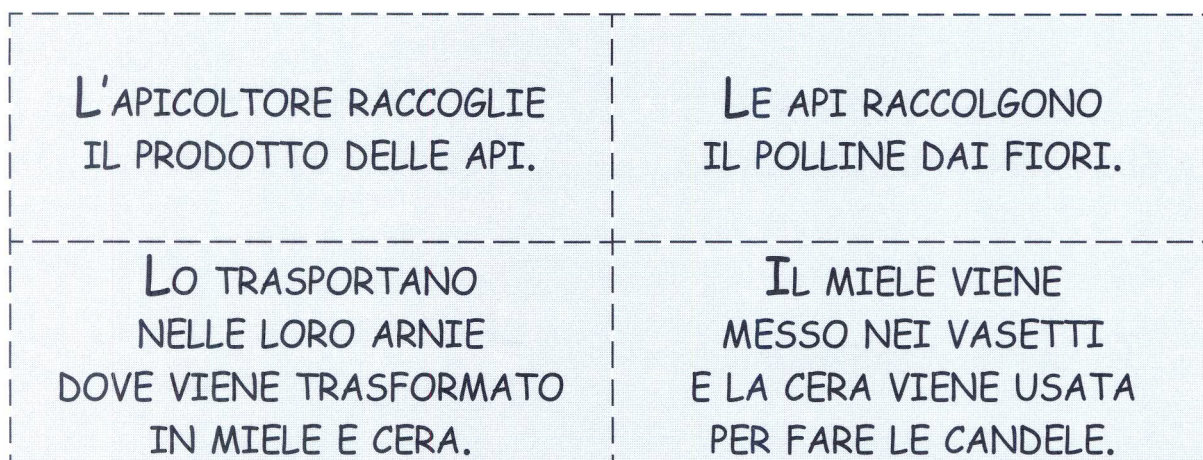 L'APICOLTORE RACCOGLIE
IL PRODOTTO DELLE API.
LE API RACCOLGONO
IL POLLINE DAI FIORI.
LO TRASPORTANO
NELLE LORO ARNIE
DOVE VIENE TRASFORMATO
IN MIELE E CERA.
IL MIELE VIENE
MESSO NEI VASETTI
E LA CERA VIENE USATA
PER FARE LE CANDELE.